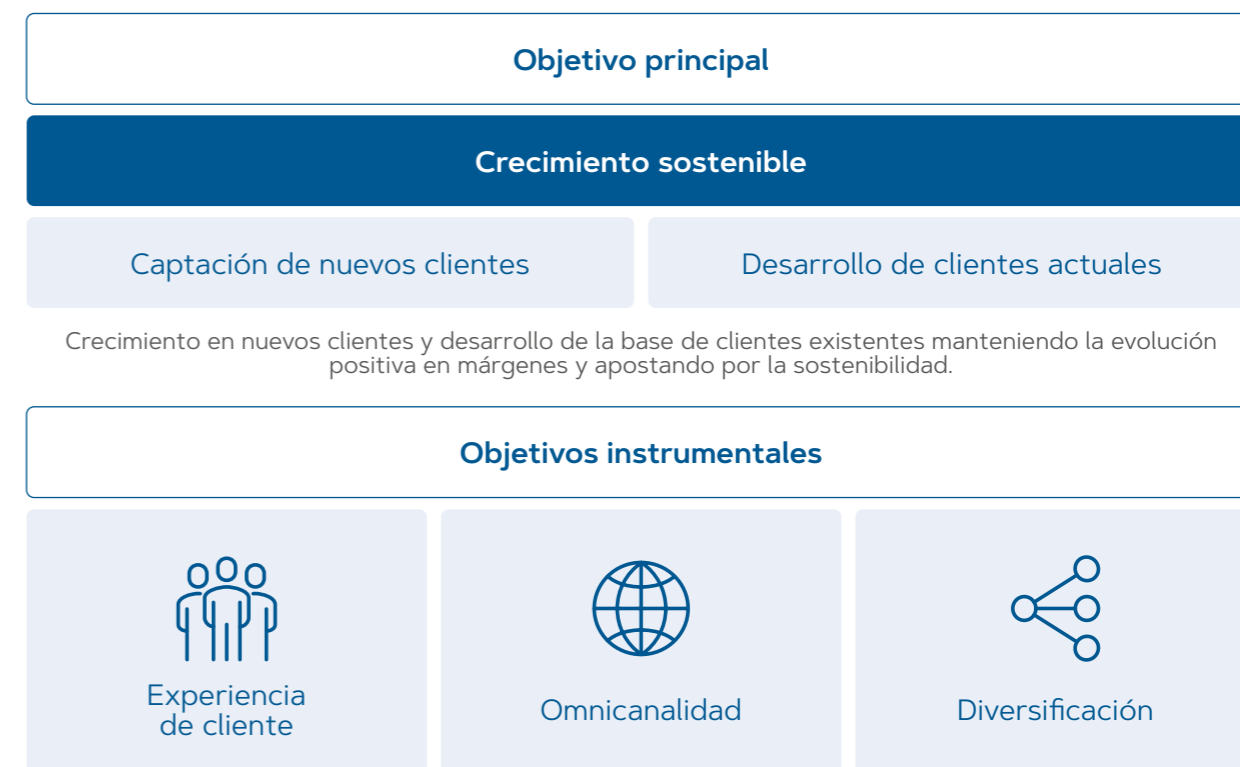 Objetivo principal
Crecimiento sostenible
Captación de nuevos clientes
Desarrollo de clientes actuales
Crecimiento en nuevos clientes y desarrollo de la base de clientes existentes manteniendo la evolución
positiva en márgenes y apostando por la sostenibilidad.
Objetivos instrumentales
Experiencia
de cliente
Omnicanalidad
Diversificación